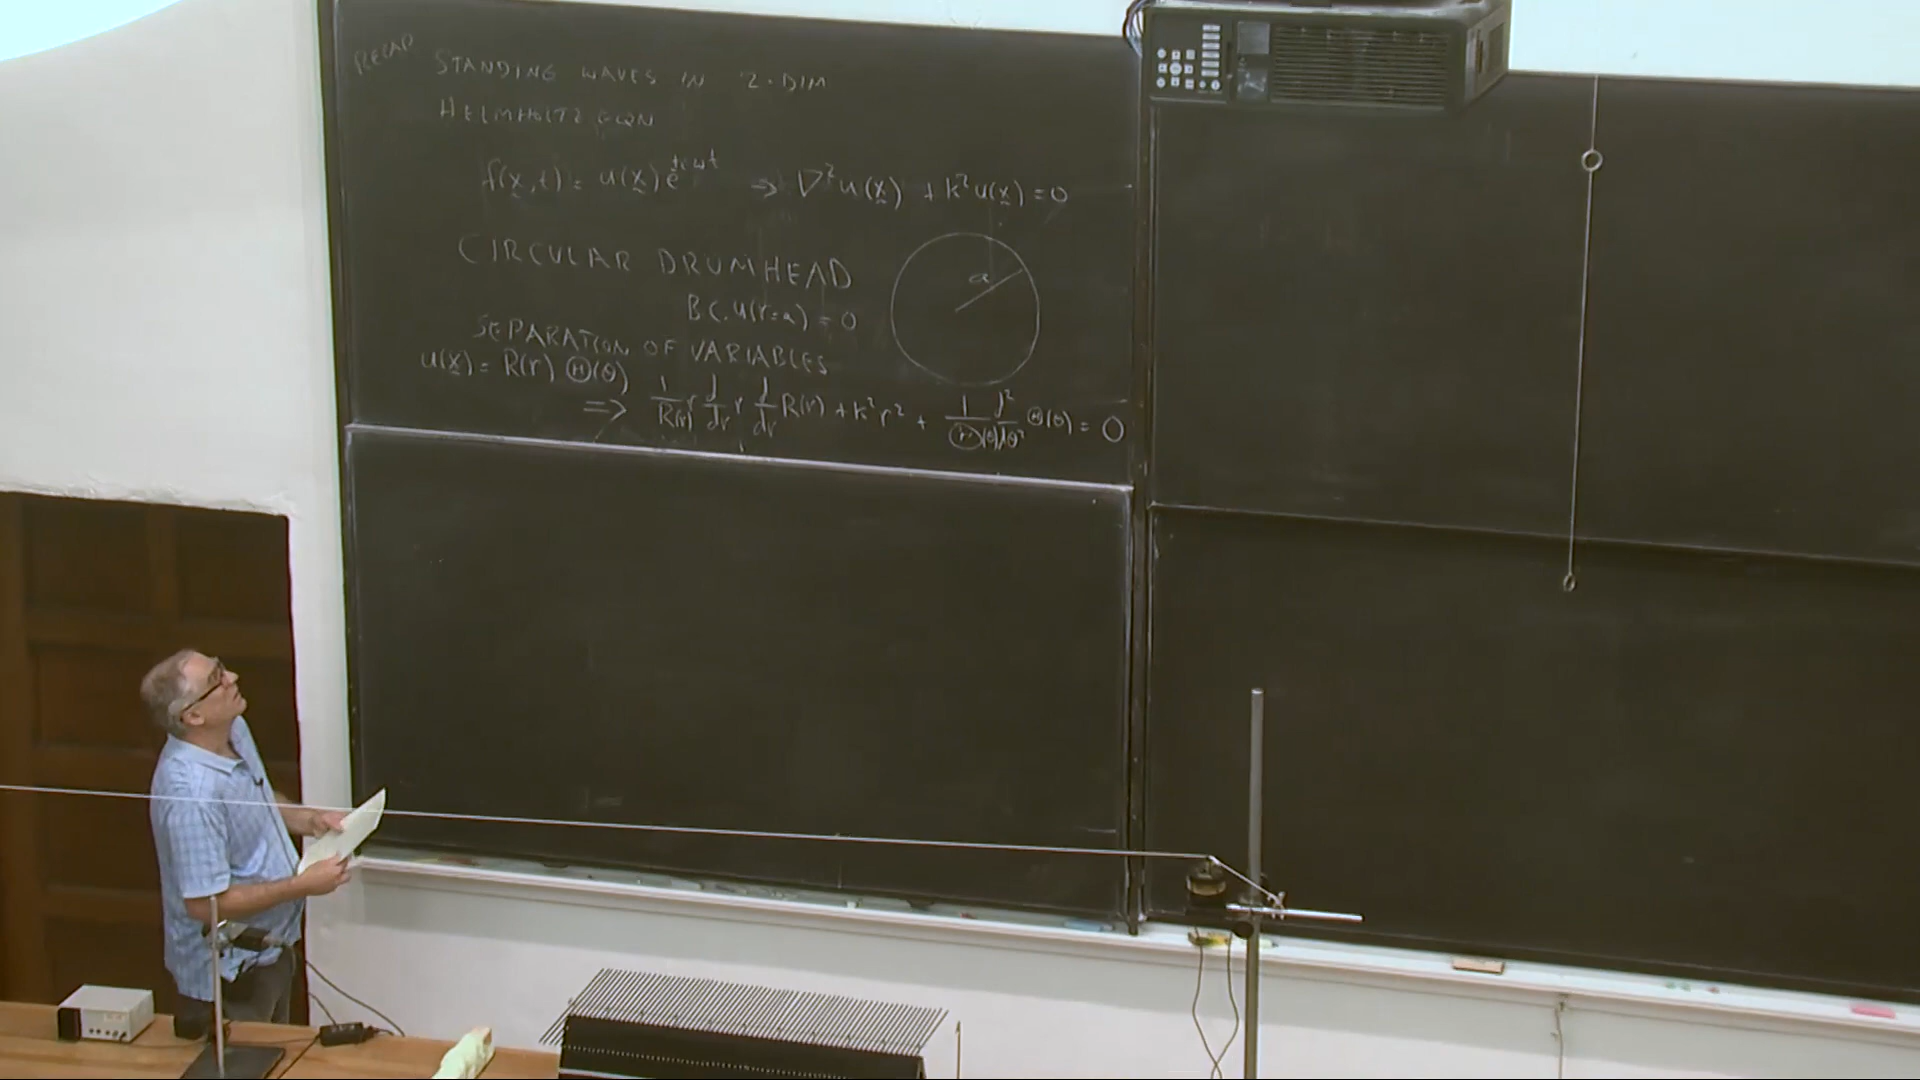 RECAP STANDING WAVES IN 2-DIM
HELMHOLTZ EQN
f(x,t) = u(x) e^{±iωt} ⇒ ∇²u(x) + k²u(x) = 0
CIRCULAR DRUMHEAD
a
B.C. u(r=a) = 0
SEPARATION OF VARIABLES
u(x) = R(r) Θ(θ)
⇒ 1/R(r) r d/dr r d/dr R(r) + k²r² + 1/Θ(θ) d²/dθ² Θ(θ) = 0